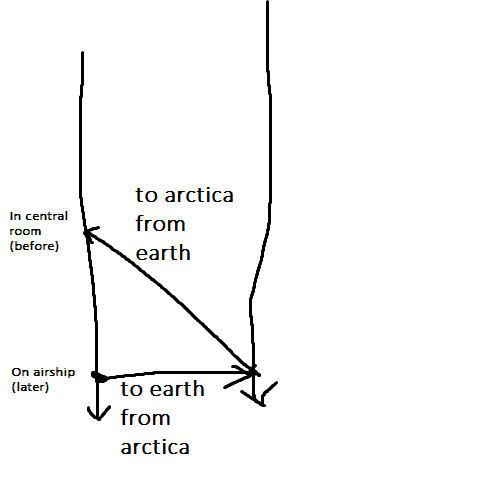 to arctica
from
earth
In central
room
(before)
On airship
(later)
to earth
from
arctica